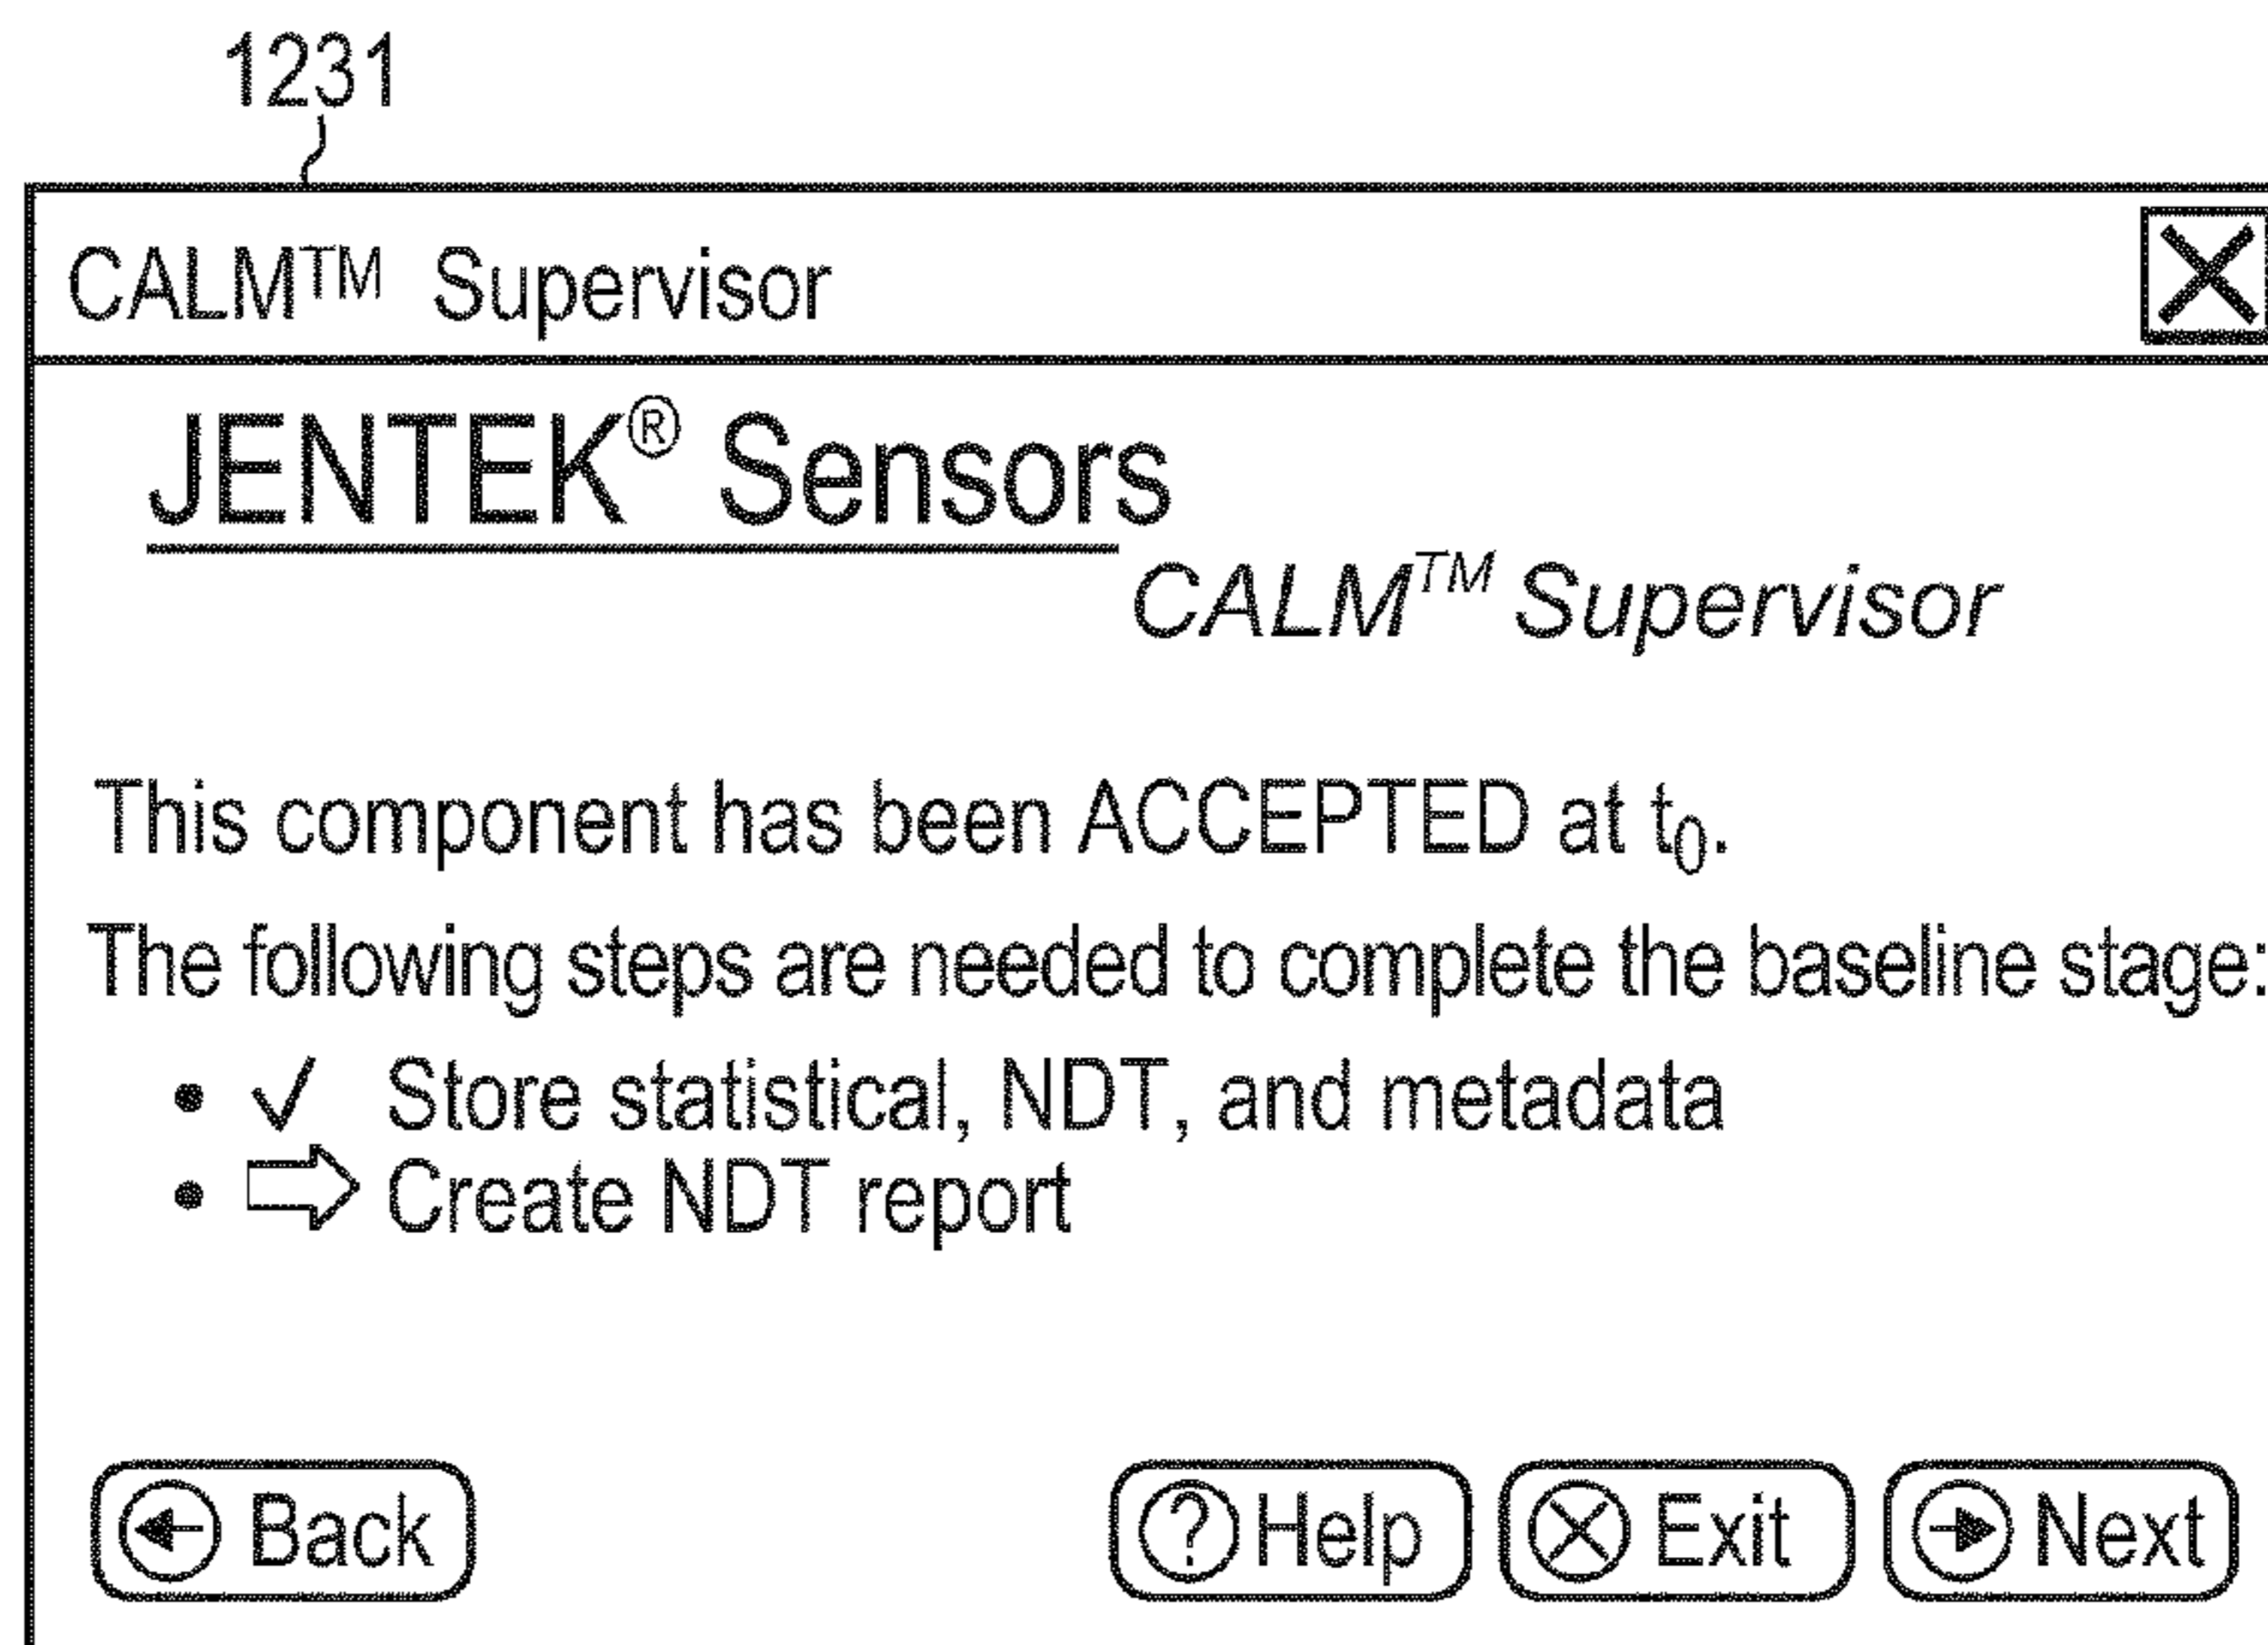 1231
CALM™ Supervisor
JENTEK® Sensors
CALM™ Supervisor
This component has been ACCEPTED at t₀.
The following steps are needed to complete the baseline stage:
• ✓ Store statistical, NDT, and metadata
• ⇨ Create NDT report
Back
? Help
Exit
Next